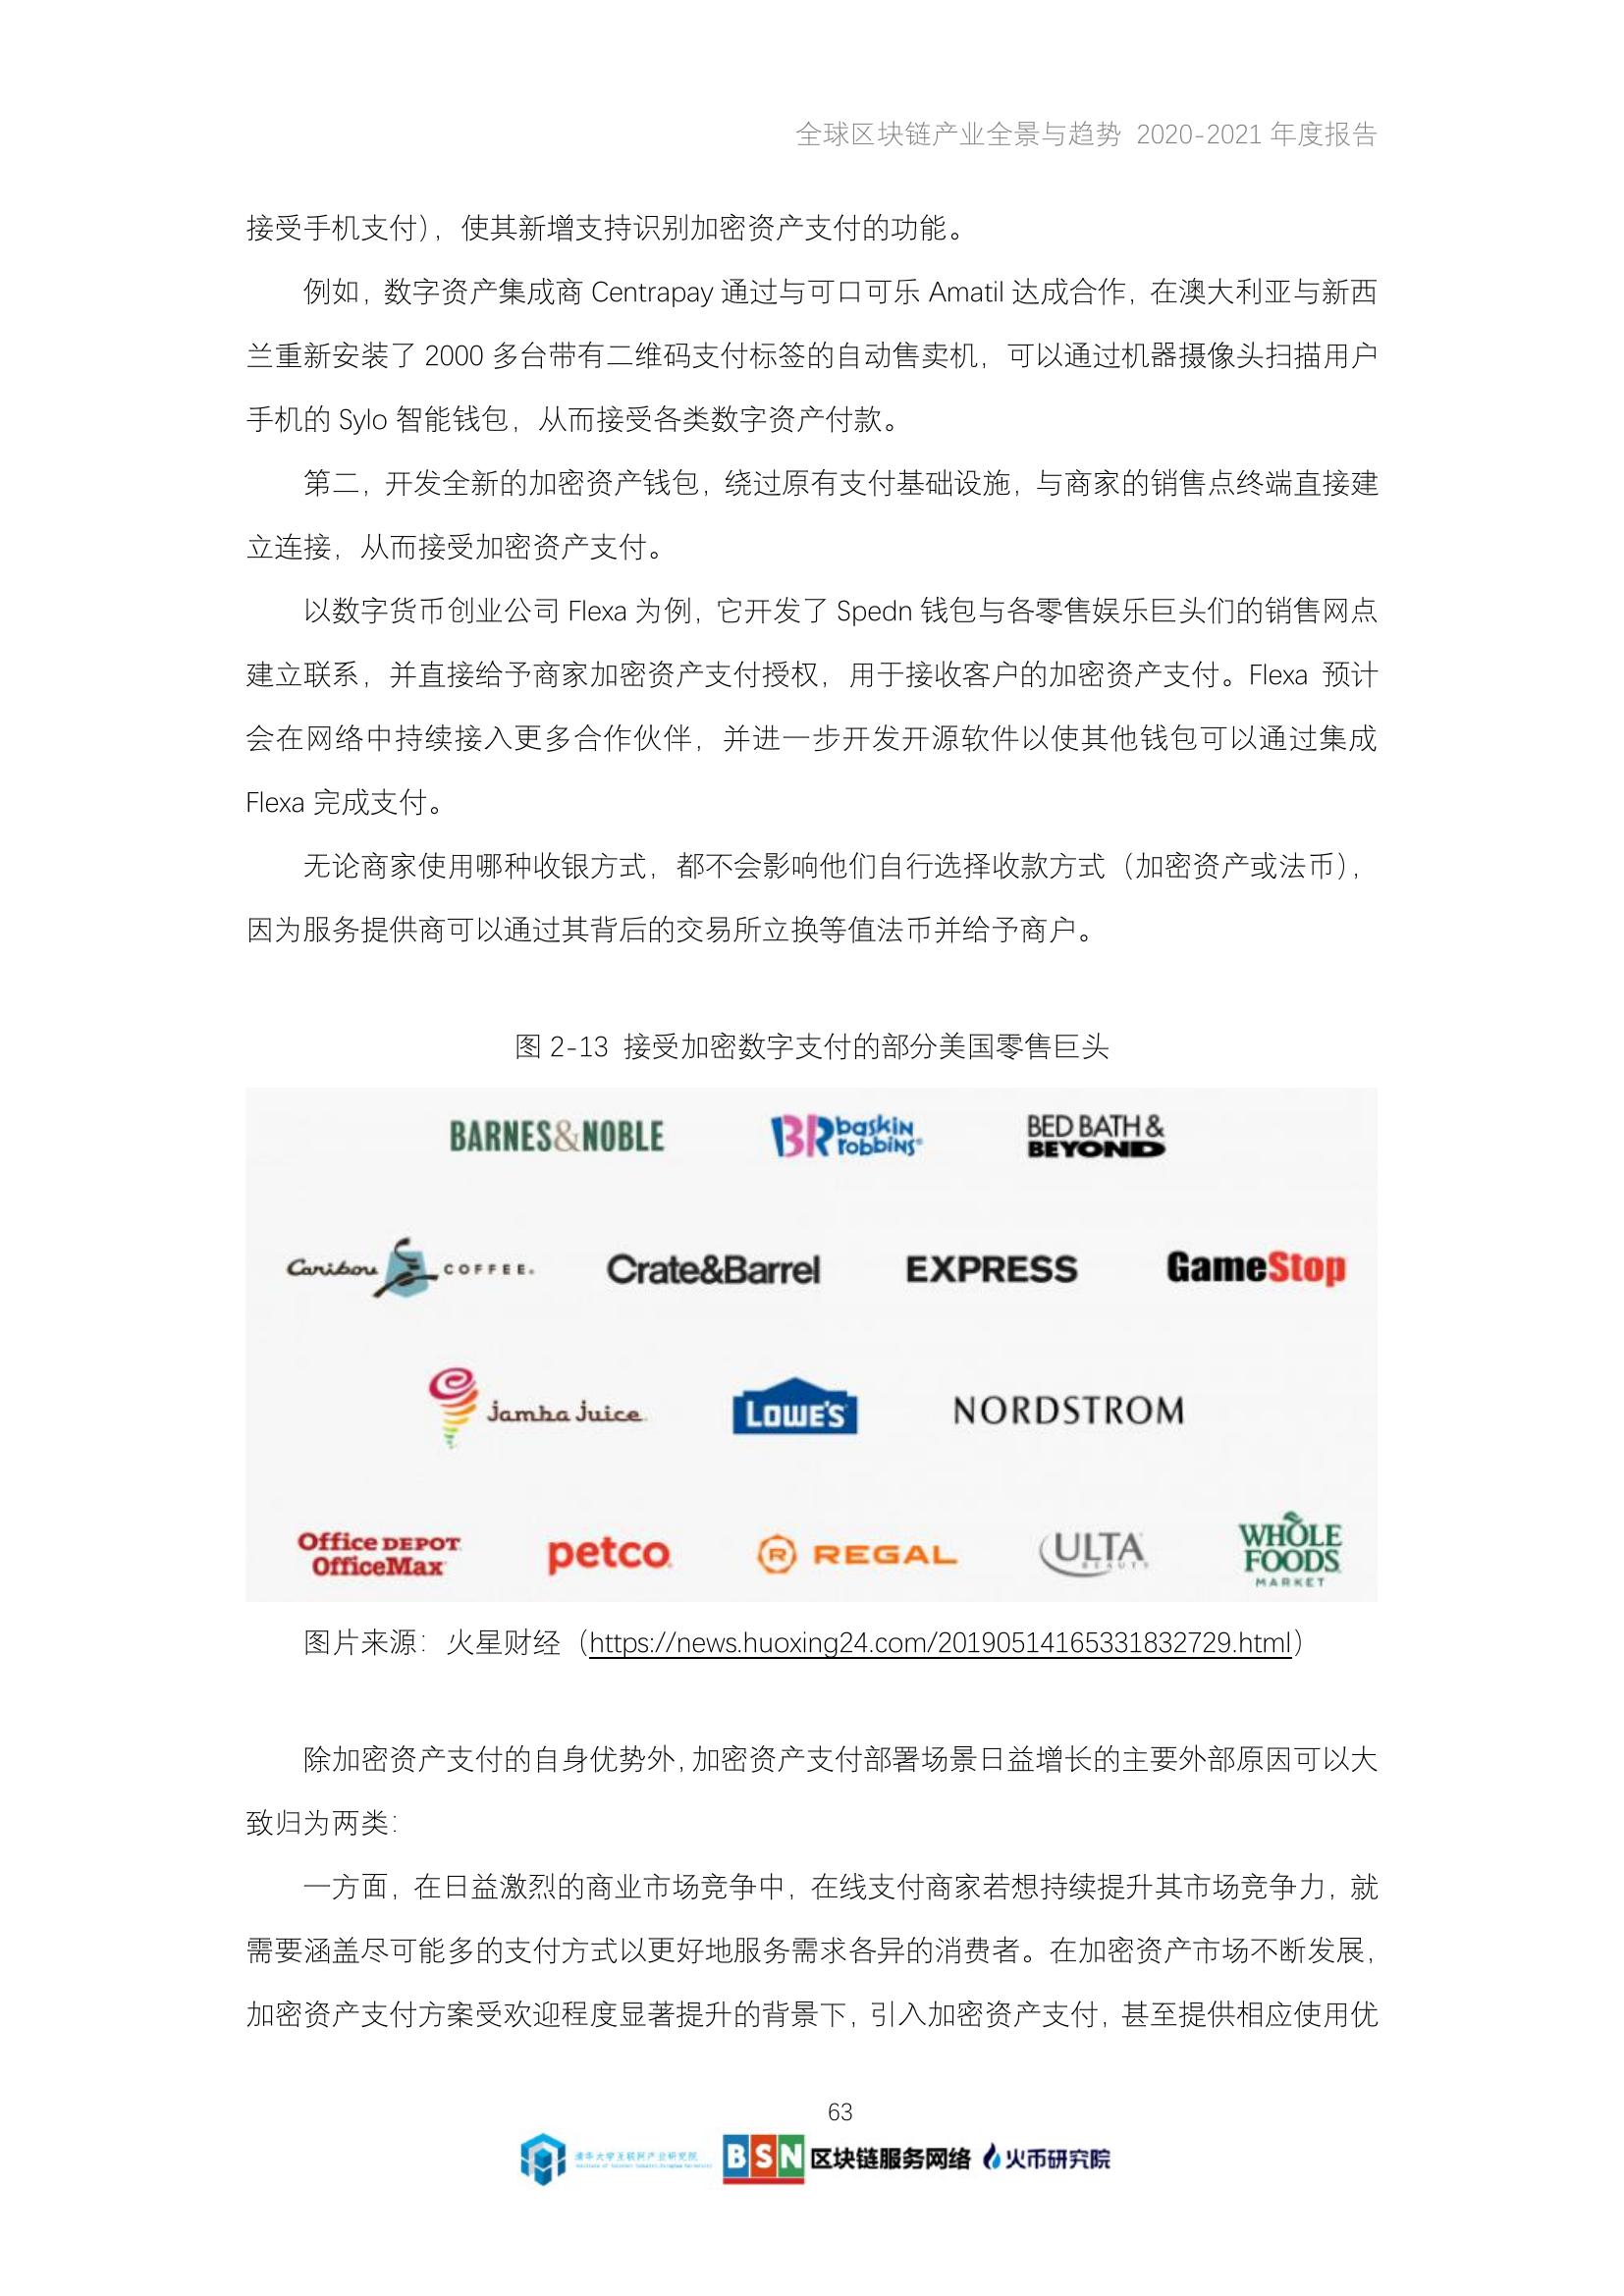 全球区块链产业全景与趋势 2020-2021 年度报告
接受手机支付），使其新增支持识别加密资产支付的功能。
例如，数字资产集成商 Centrapay 通过与可口可乐 Amatil 达成合作，在澳大利亚与新西
兰重新安装了 2000 多台带有二维码支付标签的自动售卖机，可以通过机器摄像头扫描用户
手机的 Sylo 智能钱包，从而接受各类数字资产付款。
第二，开发全新的加密资产钱包，绕过原有支付基础设施，与商家的销售点终端直接建
立连接，从而接受加密资产支付。
以数字货币创业公司 Flexa 为例，它开发了 Spedn 钱包与各零售娱乐巨头们的销售网点
建立联系，并直接给予商家加密资产支付授权，用于接收客户的加密资产支付。Flexa 预计
会在网络中持续接入更多合作伙伴，并进一步开发开源软件以使其他钱包可以通过集成
Flexa 完成支付。
无论商家使用哪种收银方式，都不会影响他们自行选择收款方式（加密资产或法币），
因为服务提供商可以通过其背后的交易所立换等值法币并给予商户。
图 2-13 接受加密数字支付的部分美国零售巨头
BARNES&NOBLE
BR baskin robbins
BED BATH & BEYOND
Caribou COFFEE.
Crate&Barrel
EXPRESS
GameStop
jamba juice
LOWE'S
NORDSTROM
Office DEPOT OfficeMax
petco
R REGAL
ULTA BEAUTY
WHOLE FOODS MARKET
图片来源：火星财经（https://news.huoxing24.com/20190514165331832729.html）
除加密资产支付的自身优势外，加密资产支付部署场景日益增长的主要外部原因可以大
致归为两类：
一方面，在日益激烈的商业市场竞争中，在线支付商家若想持续提升其市场竞争力，就
需要涵盖尽可能多的支付方式以更好地服务需求各异的消费者。在加密资产市场不断发展，
加密资产支付方案受欢迎程度显著提升的背景下，引入加密资产支付，甚至提供相应使用优
63
清华大学互联网产业研究院
BSN 区块链服务网络
火币研究院